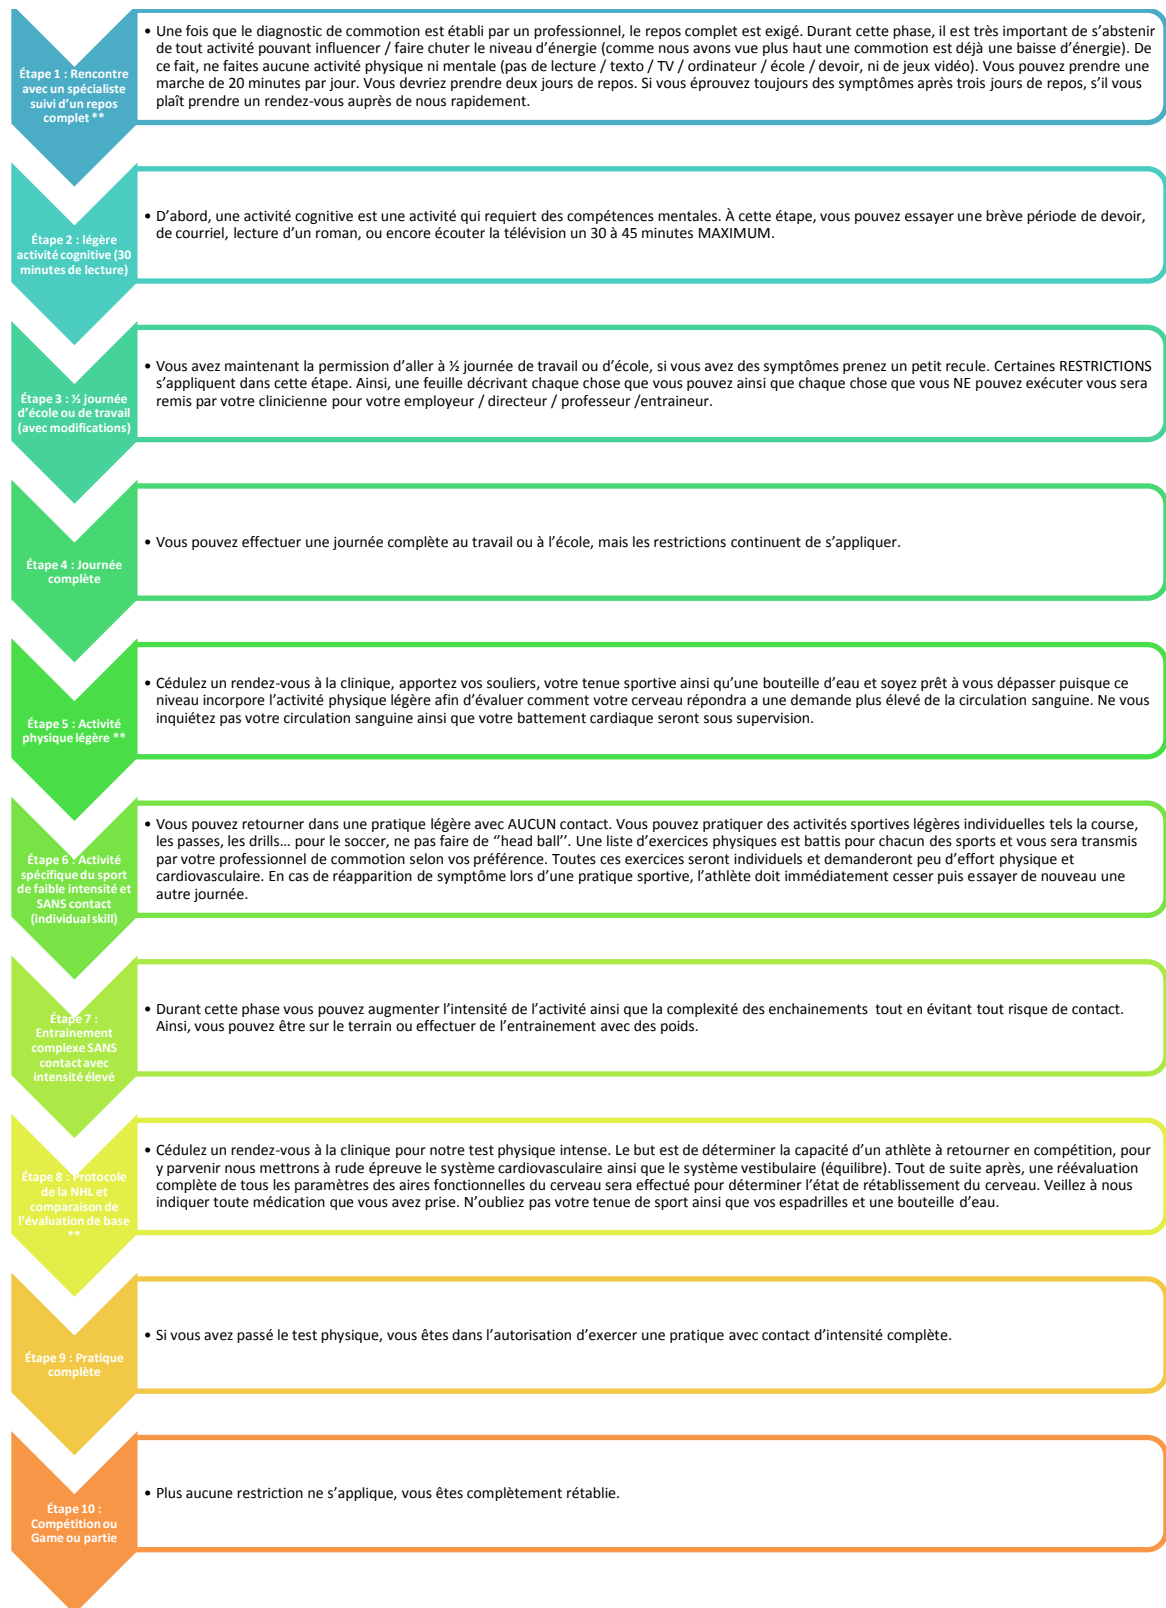 Étape 1 : Rencontre
avec un spécialiste
suivi d'un repos
complet **
• Une fois que le diagnostic de commotion est établi par un professionnel, le repos complet est exigé. Durant cette phase, il est très important de s'abstenir
de tout activité pouvant influencer / faire chuter le niveau d'énergie (comme nous avons vue plus haut une commotion est déjà une baisse d'énergie). De
ce fait, ne faites aucune activité physique ni mentale (pas de lecture / texto / TV / ordinateur / école / devoir, ni de jeux vidéo). Vous pouvez prendre une
marche de 20 minutes par jour. Vous devriez prendre deux jours de repos. Si vous éprouvez toujours des symptômes après trois jours de repos, s'il vous
plaît prendre un rendez-vous auprès de nous rapidement.
Étape 2 : légère
activité cognitive (30
minutes de lecture)
• D'abord, une activité cognitive est une activité qui requiert des compétences mentales. À cette étape, vous pouvez essayer une brève période de devoir,
de courriel, lecture d'un roman, ou encore écouter la télévision un 30 à 45 minutes MAXIMUM.
Étape 3 : ½ journée
d'école ou de travail
(avec modifications)
• Vous avez maintenant la permission d'aller à ½ journée de travail ou d'école, si vous avez des symptômes prenez un petit recule. Certaines RESTRICTIONS
s'appliquent dans cette étape. Ainsi, une feuille décrivant chaque chose que vous pouvez ainsi que chaque chose que vous NE pouvez exécuter vous sera
remis par votre clinicienne pour votre employeur / directeur / professeur /entraineur.
Étape 4 : Journée
complète
• Vous pouvez effectuer une journée complète au travail ou à l'école, mais les restrictions continuent de s'appliquer.
Étape 5 : Activité
physique légère **
• Cédulez un rendez-vous à la clinique, apportez vos souliers, votre tenue sportive ainsi qu'une bouteille d'eau et soyez prêt à vous dépasser puisque ce
niveau incorpore l'activité physique légère afin d'évaluer comment votre cerveau répondra a une demande plus élevé de la circulation sanguine. Ne vous
inquiétez pas votre circulation sanguine ainsi que votre battement cardiaque seront sous supervision.
Étape 6 : Activité
spécifique du sport
de faible intensité et
SANS contact
(individual skill)
• Vous pouvez retourner dans une pratique légère avec AUCUN contact. Vous pouvez pratiquer des activités sportives légères individuelles tels la course,
les passes, les drills… pour le soccer, ne pas faire de ‘'head ball’'. Une liste d'exercices physiques est battis pour chacun des sports et vous sera transmis
par votre professionnel de commotion selon vos préférence. Toutes ces exercices seront individuels et demanderont peu d'effort physique et
cardiovasculaire. En cas de réapparition de symptôme lors d'une pratique sportive, l'athlète doit immédiatement cesser puis essayer de nouveau une
autre journée.
Étape 7 :
Entrainement
complexe SANS
contact avec
intensité élevé
• Durant cette phase vous pouvez augmenter l'intensité de l'activité ainsi que la complexité des enchainements  tout en évitant tout risque de contact.
Ainsi, vous pouvez être sur le terrain ou effectuer de l'entrainement avec des poids.
Étape 8 : Protocole
de la NHL et
comparaison de
l'évaluation de base
**
• Cédulez un rendez-vous à la clinique pour notre test physique intense. Le but est de déterminer la capacité d'un athlète à retourner en compétition, pour
y parvenir nous mettrons à rude épreuve le système cardiovasculaire ainsi que le système vestibulaire (équilibre). Tout de suite après, une réévaluation
complète de tous les paramètres des aires fonctionnelles du cerveau sera effectué pour déterminer l'état de rétablissement du cerveau. Veillez à nous
indiquer toute médication que vous avez prise. N'oubliez pas votre tenue de sport ainsi que vos espadrilles et une bouteille d'eau.
Étape 9 : Pratique
complète
• Si vous avez passé le test physique, vous êtes dans l'autorisation d'exercer une pratique avec contact d'intensité complète.
Étape 10 :
Compétition ou
Game ou partie
• Plus aucune restriction ne s'applique, vous êtes complètement rétablie.